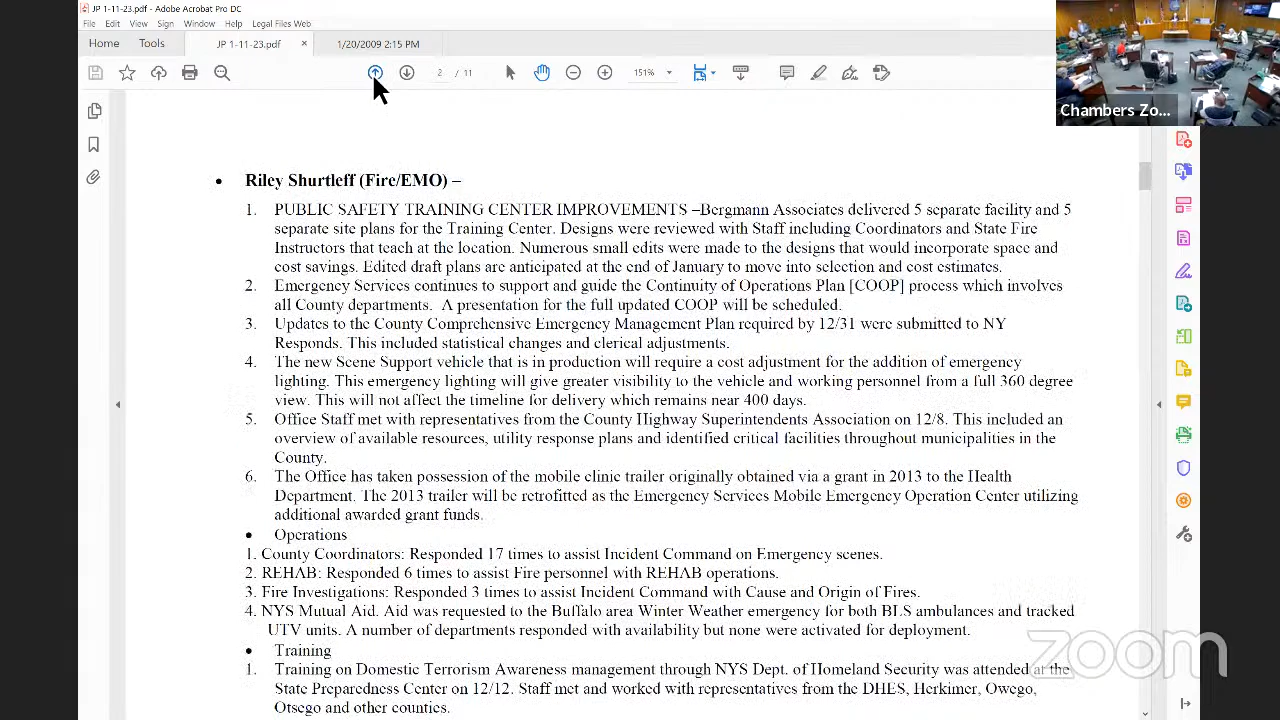 JP 1-11-23.pdf - Adobe Acrobat Pro DC
File Edit View Sign Window Help Legal Files Web
Home Tools JP 1-11-23.pdf × 1/20/2009 2:15 PM
2 / 11 151%
Chambers Zo...
• Riley Shurtleff (Fire/EMO) –
1. PUBLIC SAFETY TRAINING CENTER IMPROVEMENTS –Bergman Associates delivered 5 separate facility and 5
separate site plans for the Training Center. Designs were reviewed with Staff including Coordinators and State Fire
Instructors that teach at the location. Numerous small edits were made to the designs that would incorporate space and
cost savings. Edited draft plans are anticipated at the end of January to move into selection and cost estimates.
2. Emergency Services continues to support and guide the Continuity of Operations Plan [COOP] process which involves
all County departments. A presentation for the full updated COOP will be scheduled.
3. Updates to the County Comprehensive Emergency Management Plan required by 12/31 were submitted to NY
Responds. This included statistical changes and clerical adjustments.
4. The new Scene Support vehicle that is in production will require a cost adjustment for the addition of emergency
lighting. This emergency lighting will give greater visibility to the vehicle and working personnel from a full 360 degree
view. This will not affect the timeline for delivery which remains near 400 days.
5. Office Staff met with representatives from the County Highway Superintendents Association on 12/8. This included an
overview of available resources, utility response plans and identified critical facilities throughout municipalities in the
County.
6. The Office has taken possession of the mobile clinic trailer originally obtained via a grant in 2013 to the Health
Department. The 2013 trailer will be retrofitted as the Emergency Services Mobile Emergency Operation Center utilizing
additional awarded grant funds.
• Operations
1. County Coordinators: Responded 17 times to assist Incident Command on Emergency scenes.
2. REHAB: Responded 6 times to assist Fire personnel with REHAB operations.
3. Fire Investigations: Responded 3 times to assist Incident Command with Cause and Origin of Fires.
4. NYS Mutual Aid. Aid was requested to the Buffalo area Winter Weather emergency for both BLS ambulances and tracked
UTV units. A number of departments responded with availability but none were activated for deployment.
• Training
1. Training on Domestic Terrorism Awareness management through NYS Dept. of Homeland Security was attended at the
State Preparedness Center on 12/12. Staff met and worked with representatives from the DHES, Herkimer, Owego,
Otsego and other counties.
zoom